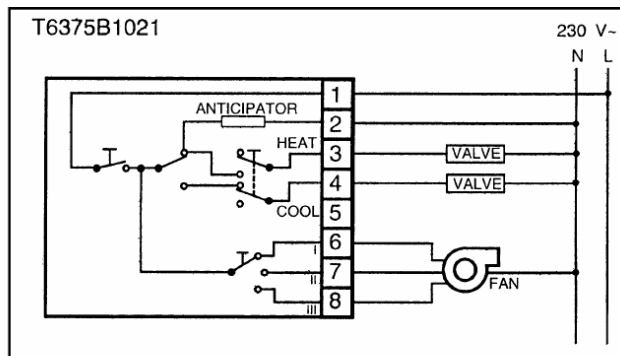 T6375B1021
230 V~
N L
1
ANTICIPATOR
2
HEAT
3
VALVE
4
VALVE
COOL
5
6
I
7
II
FAN
8
III